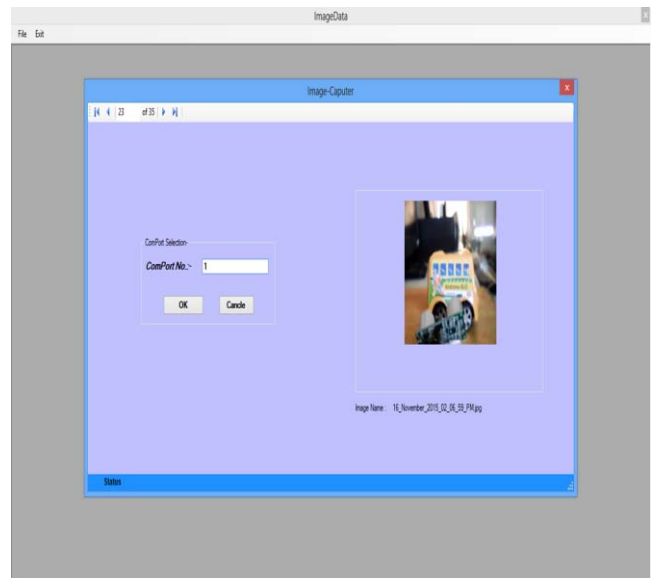 ImageData
File Exit
Image-Caputer
23 of 35
ComPort Selection-
ComPort No.:- 1
OK Cancle
Image Name : 16_November_2015_02_06_59_PM.jpg
Status